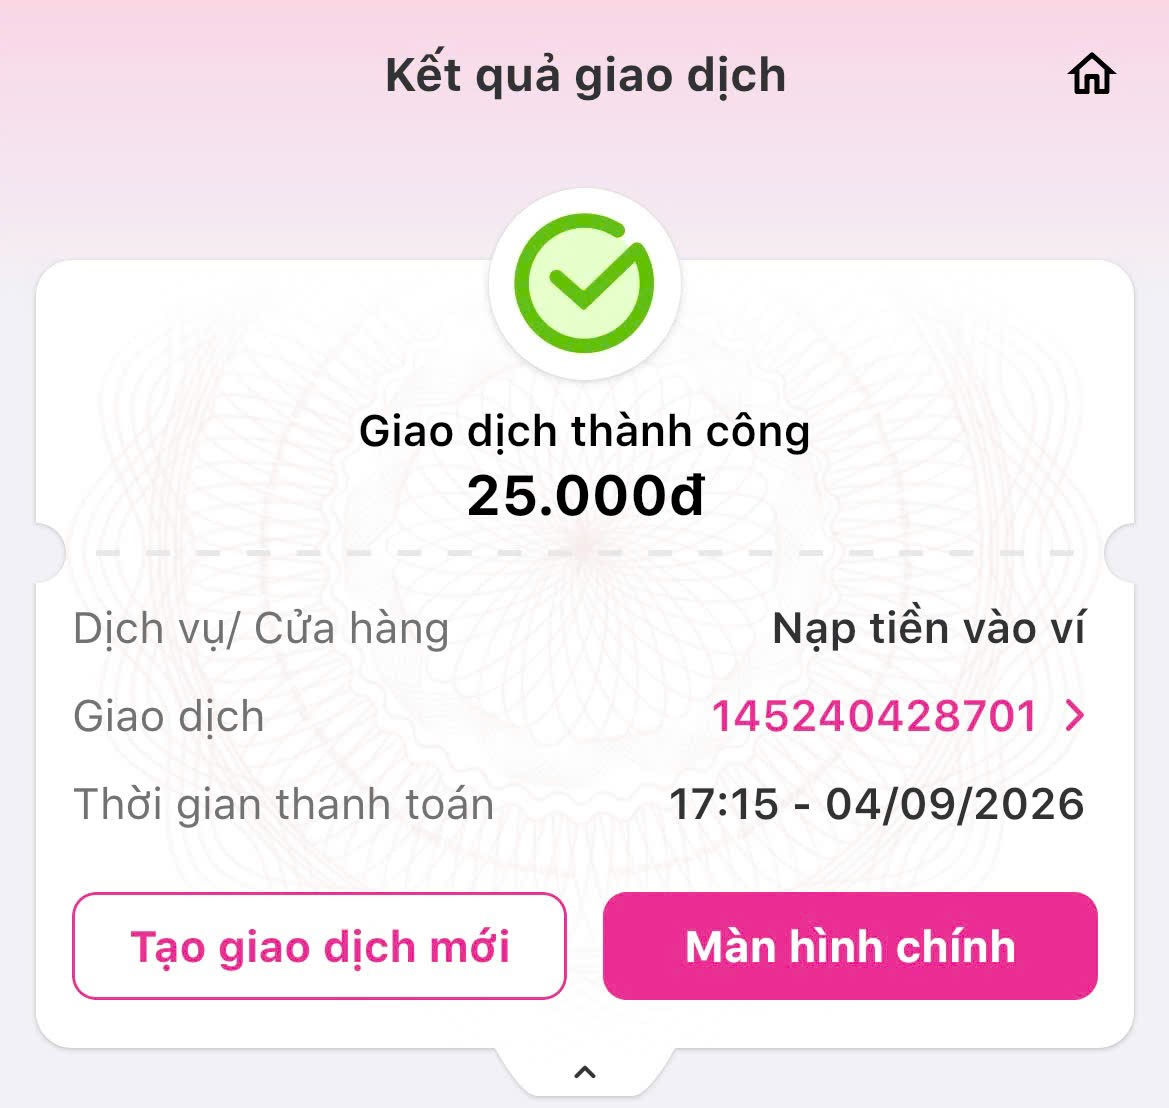 Kết quả giao dịch
Giao dịch thành công
25.000đ
Dịch vụ/ Cửa hàng Nạp tiền vào ví
Giao dịch 145240428701
Thời gian thanh toán 17:15 - 04/09/2026
Tạo giao dịch mới Màn hình chính